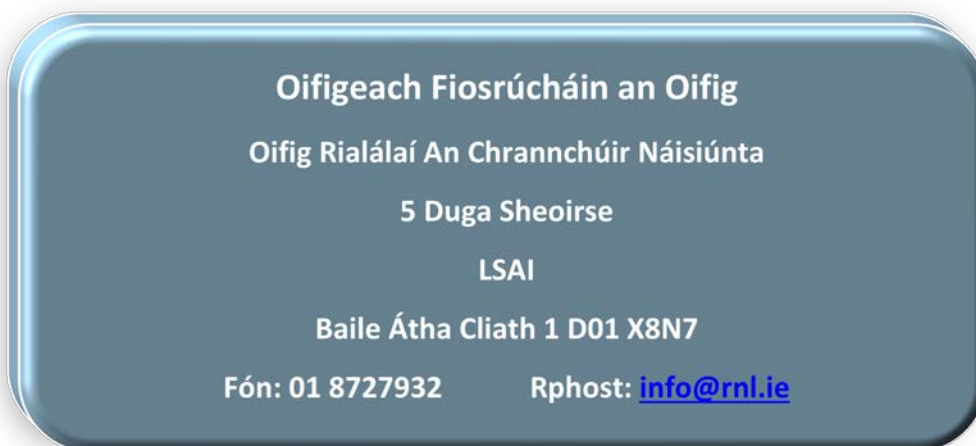 Oifigeach Fiosrúcháin an Oifig
Oifig Rialálaí An Chrannchúir Náisiúnta
5 Duga Sheoirse
LSAI
Baile Átha Cliath 1 D01 X8N7
Fón: 01 8727932 Rphost: info@rnl.ie